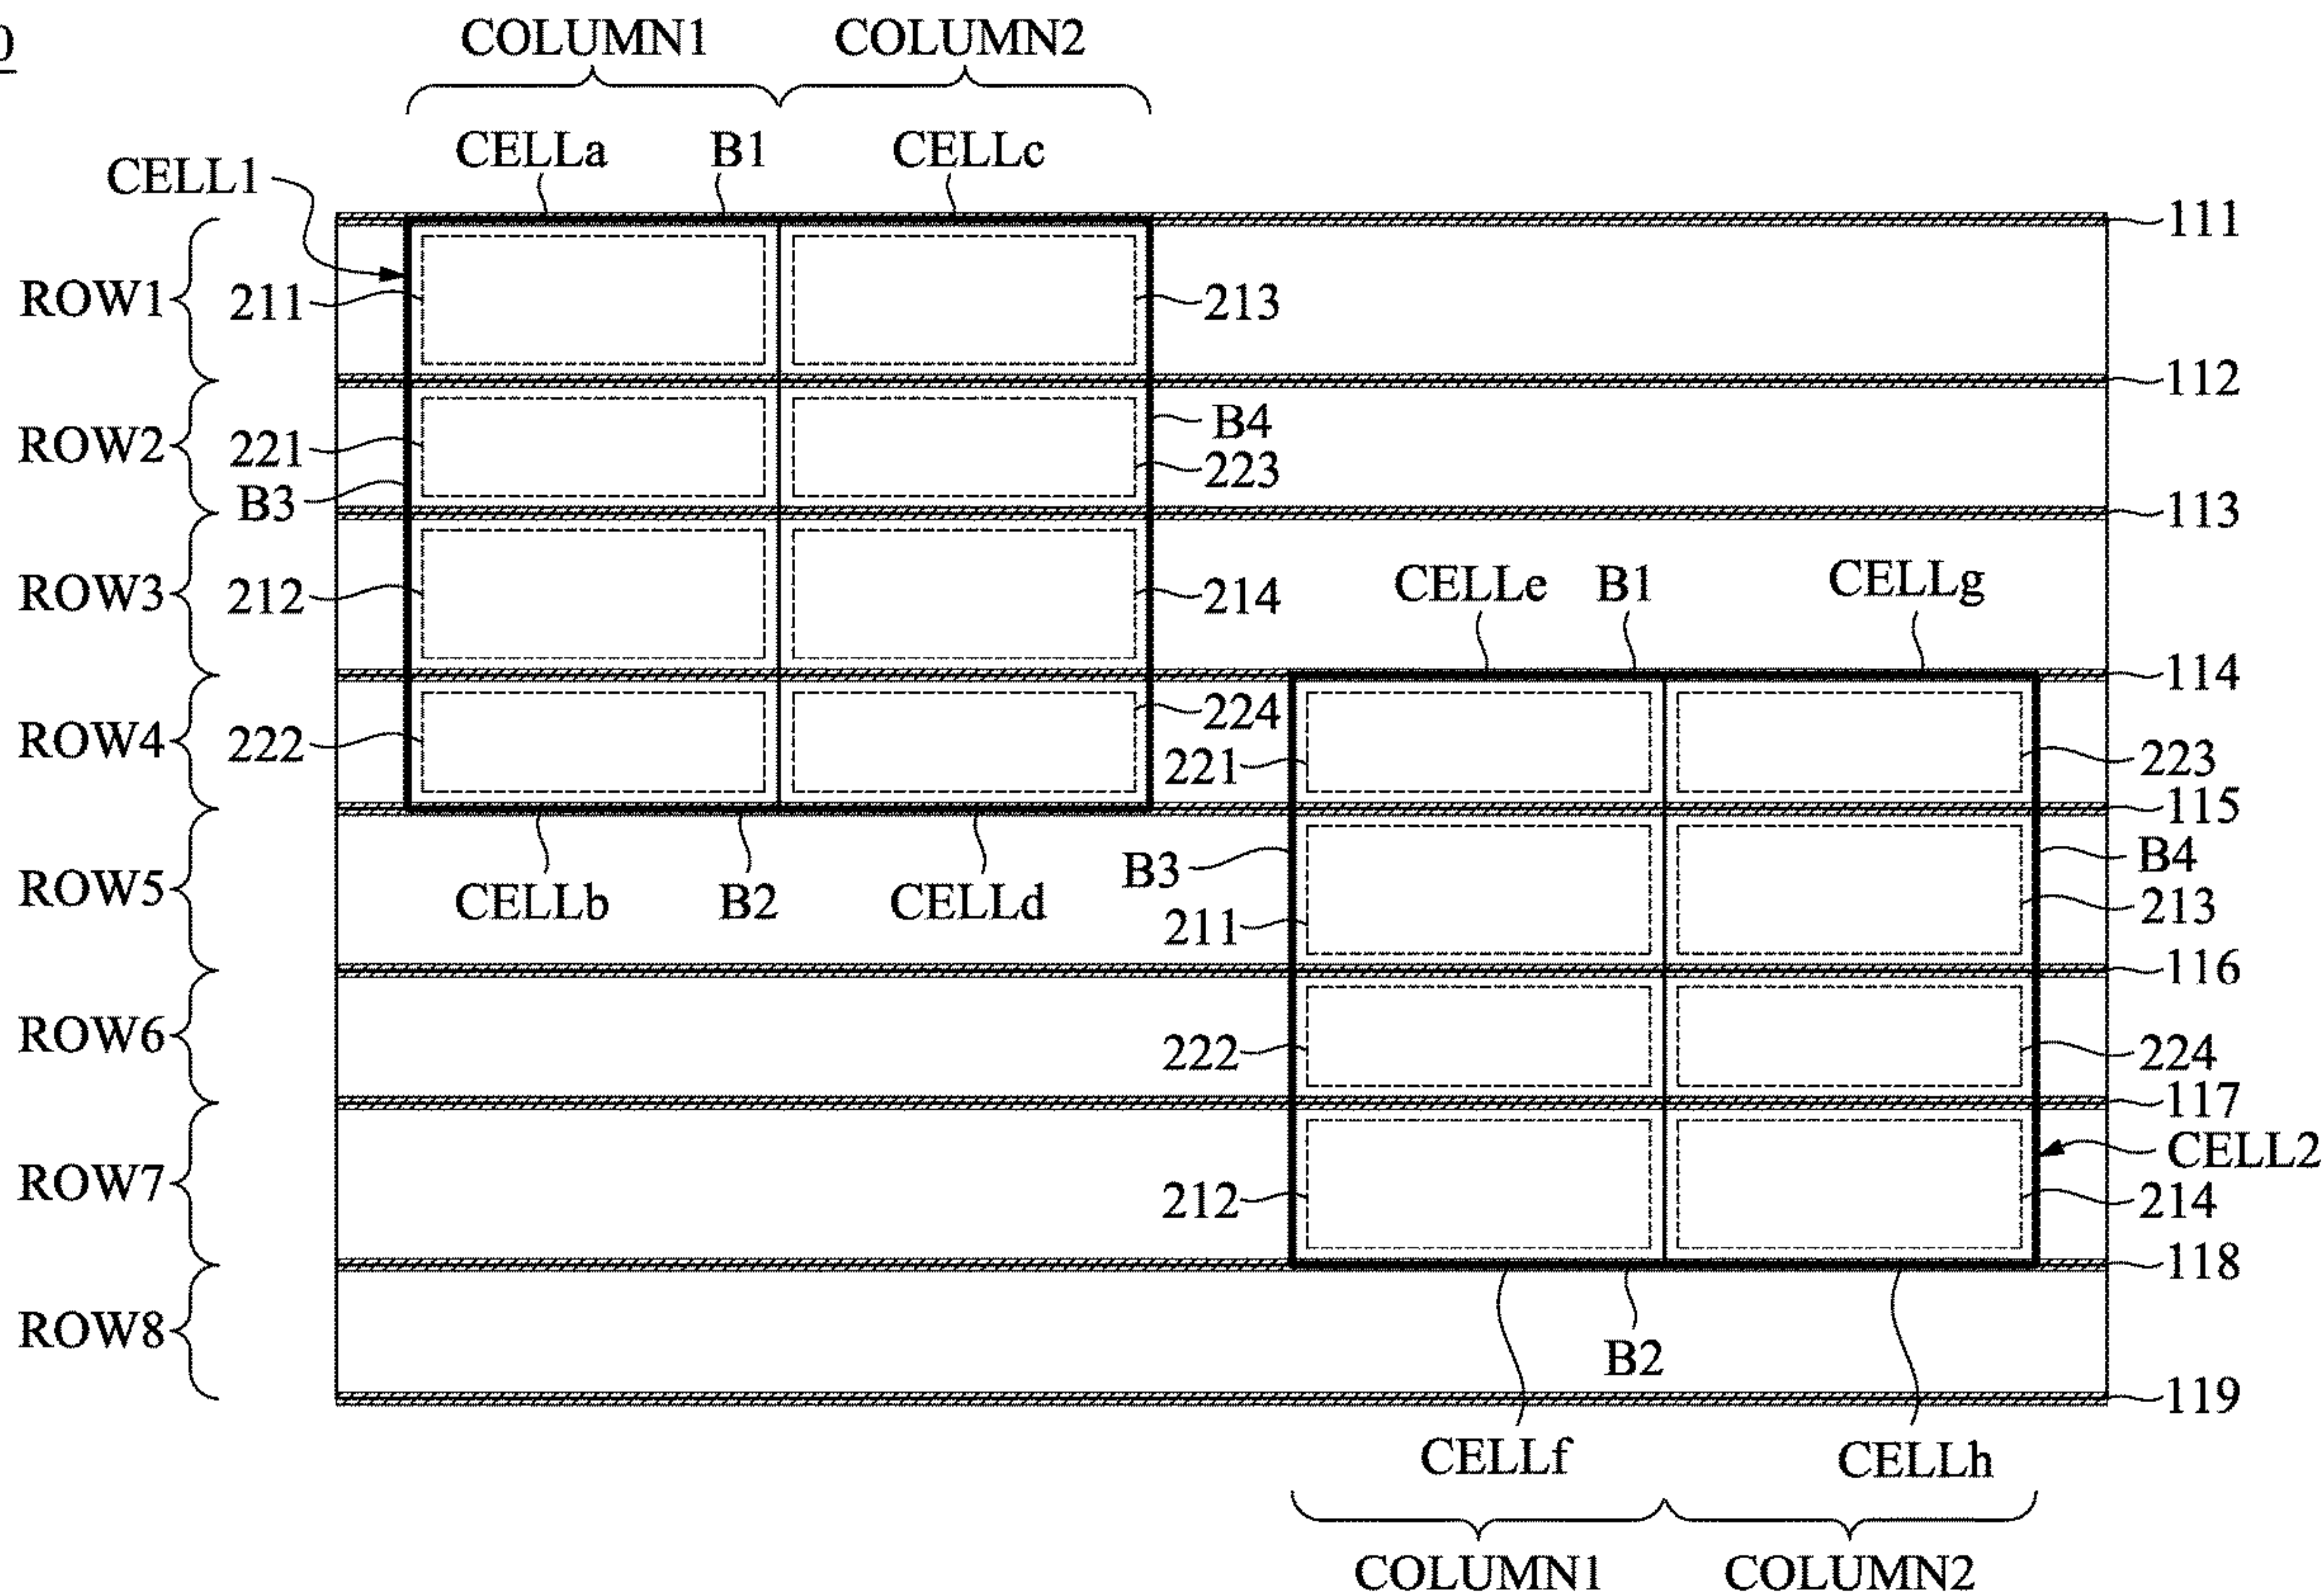 0
COLUMN1 COLUMN2
CELLa B1 CELLc
CELL1
111
ROW1 211 213
112
ROW2 221 B4
223
B3
113
ROW3 212 214 CELLe B1 CELLg
114
224
ROW4 222 221 223
115
B3 B4
ROW5 CELLb B2 CELLd 211 213
116
ROW6 222 224
117
CELL2
ROW7 212 214
118
ROW8 B2
119
CELLf CELLh
COLUMN1 COLUMN2